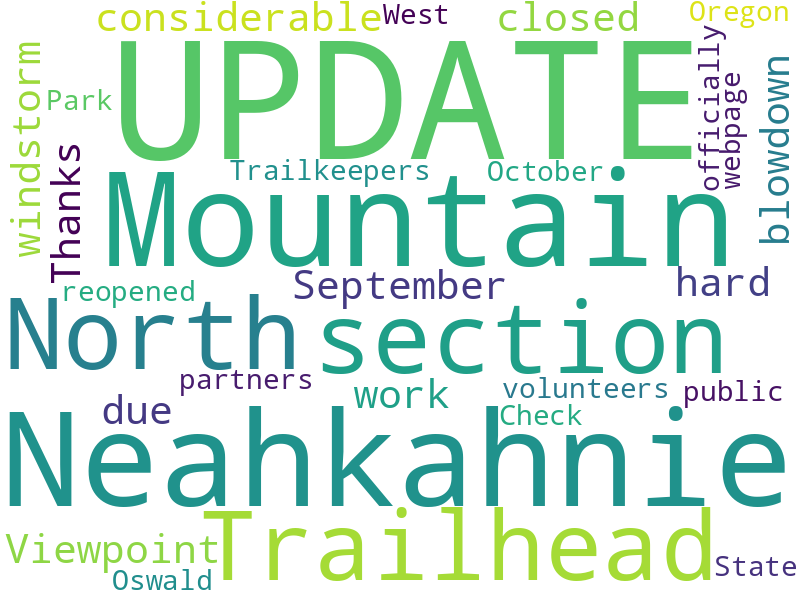 considerable West closed Oregon
UPDATE
windstorm
Park
officially
webpage
blowdown
Thanks
Trailkeepers October
Mountain
reopened September hard
North section
partners
due work volunteers public
Check
Neahkahnie
Trailhead
Viewpoint
Oswald State